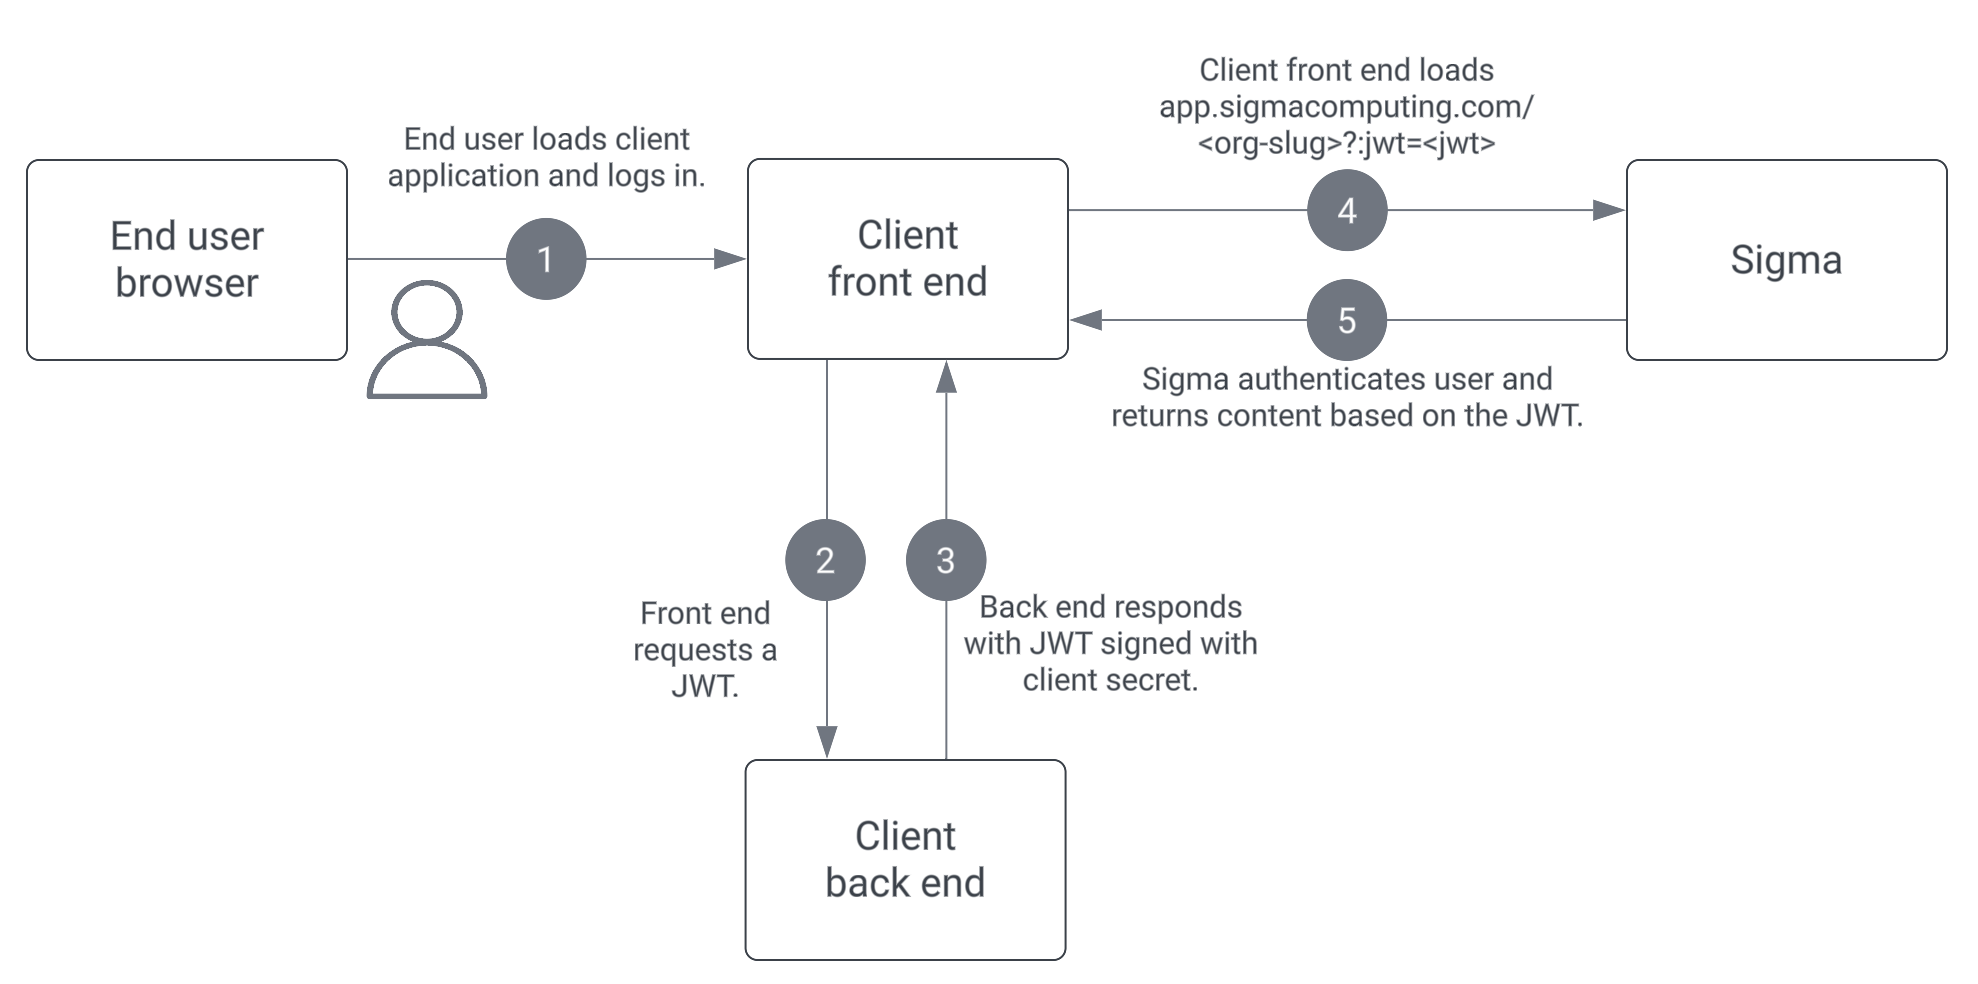 Client front end loads
app.sigmacomputing.com/
<org-slug>?:jwt=<jwt>
End user loads client
application and logs in.
End user
browser
1
Client
front end
4
Sigma
5
Sigma authenticates user and
returns content based on the JWT.
2
3
Front end
requests a
JWT.
Back end responds
with JWT signed with
client secret.
Client
back end